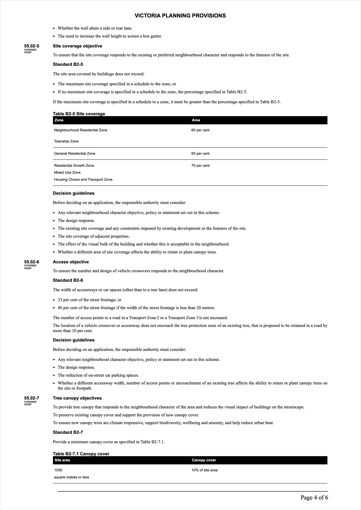 VICTORIA PLANNING PROVISIONS
• Whether the wall abuts a side or rear lane.
• The need to increase the wall height to screen a box gutter.
55.02-5 Site coverage objective
To ensure that the site coverage responds to the existing or preferred neighbourhood character and responds to the features of the site.
Standard B2-5
The site area covered by buildings does not exceed:
• The maximum site coverage specified in a schedule to the zone; or
• If no maximum site coverage is specified in a schedule to the zone, the percentage specified in Table B2-5.
If the maximum site coverage is specified in a schedule to a zone, it must be greater than the percentage specified in Table B2-5.
Table B2-5 Site coverage
Zone Area
Neighbourhood Residential Zone 60 per cent
Township Zone
General Residential Zone 65 per cent
Residential Growth Zone 70 per cent
Mixed Use Zone
Housing Choice and Transport Zone
Decision guidelines
Before deciding on an application, the responsible authority must consider:
• Any relevant neighbourhood character objective, policy or statement set out in this scheme.
• The design response.
• The existing site coverage and any constraints imposed by existing development or the features of the site.
• The site coverage of adjacent properties.
• The effect of the visual bulk of the building and whether this is acceptable in the neighbourhood.
• Whether a different area of site coverage affects the ability to retain or plant canopy trees.
55.02-6 Access objective
To ensure the number and design of vehicle crossovers responds to the neighbourhood character.
Standard B2-6
The width of accessways or car spaces (other than to a rear lane) does not exceed:
• 33 per cent of the street frontage; or
• 40 per cent of the street frontage if the width of the street frontage is less than 20 metres.
The number of access points to a road in a Transport Zone 2 or a Transport Zone 3 is not increased.
The location of a vehicle crossover or accessway does not encroach the tree protection zone of an existing tree, that is proposed to be retained in a road by
more than 10 per cent.
Decision guidelines
Before deciding on an application, the responsible authority must consider:
• Any relevant neighbourhood character objective, policy or statement set out in this scheme.
• The design response.
• The reduction of on-street car parking spaces.
• Whether a different accessway width, number of access points or encroachment of an existing tree affects the ability to retain or plant canopy trees on
the site or footpath.
55.02-7 Tree canopy objectives
To provide tree canopy that responds to the neighbourhood character of the area and reduces the visual impact of buildings on the streetscape.
To preserve existing canopy cover and support the provision of new canopy cover.
To ensure new canopy trees are climate responsive, support biodiversity, wellbeing and amenity, and help reduce urban heat.
Standard B2-7
Provide a minimum canopy cover as specified in Table B2-7.1.
Table B2-7.1 Canopy cover
Site area Canopy cover
1000 10% of site area
square metres or less
Page 4 of 6